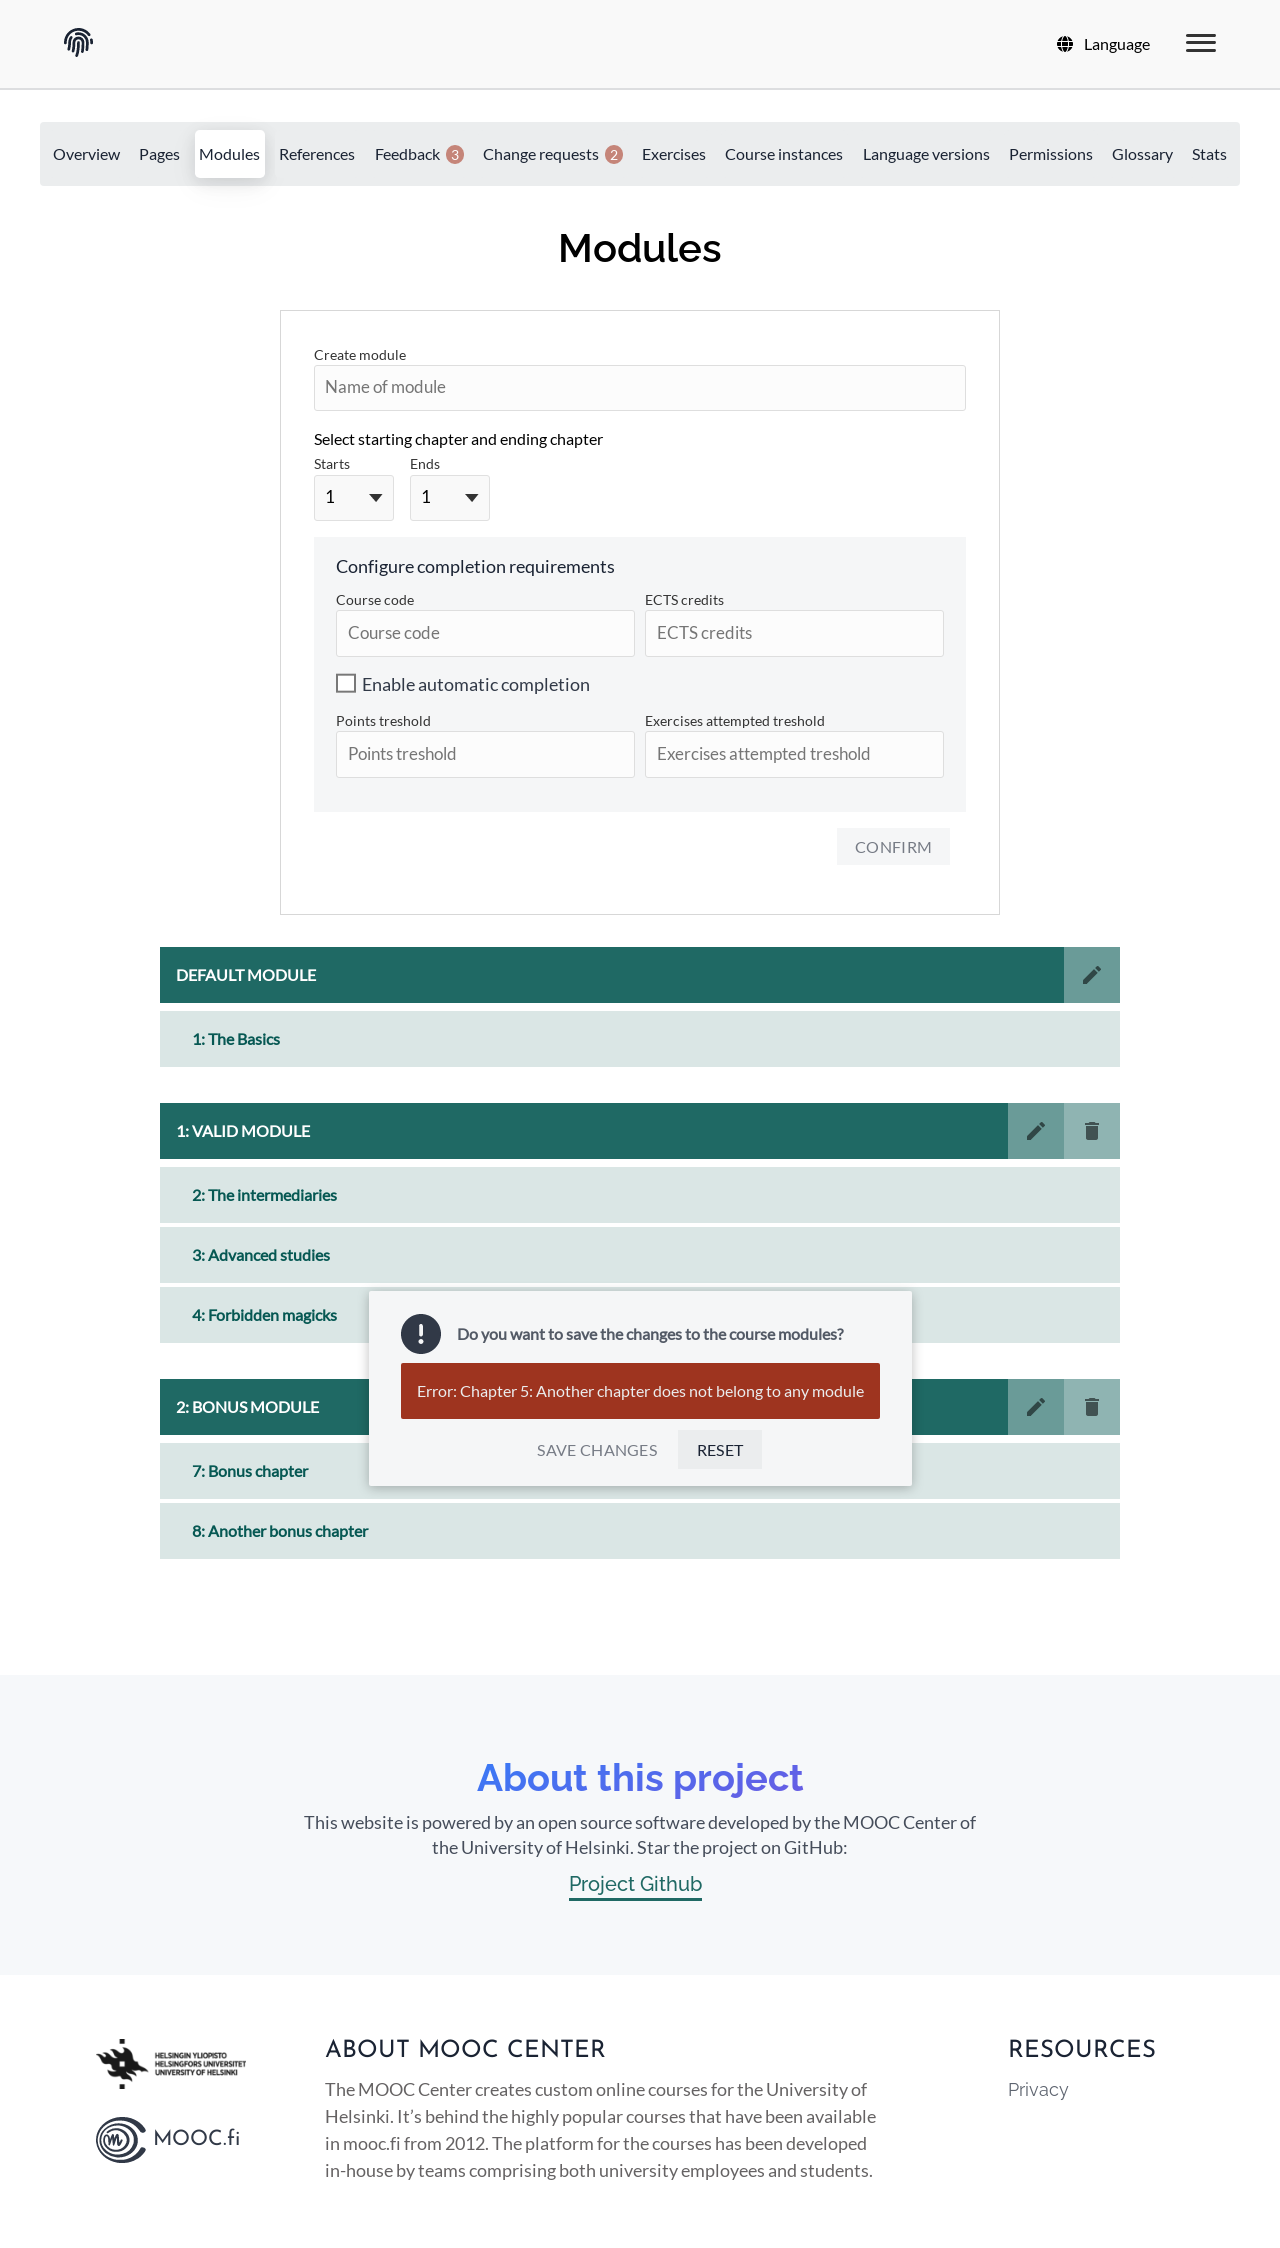 Language
Overview Pages Modules References Feedback 3 Change requests 2 Exercises Course instances Language versions Permissions Glossary Stats
Modules
Create module
Name of module
Select starting chapter and ending chapter
Starts Ends
1 1
Configure completion requirements
Course code ECTS credits
Course code ECTS credits
Enable automatic completion
Points treshold Exercises attempted treshold
Points treshold Exercises attempted treshold
CONFIRM
DEFAULT MODULE
1: The Basics
1: VALID MODULE
2: The intermediaries
3: Advanced studies
4: Forbidden magicks
Do you want to save the changes to the course modules?
Error: Chapter 5: Another chapter does not belong to any module
SAVE CHANGES RESET
2: BONUS MODULE
7: Bonus chapter
8: Another bonus chapter
About this project
This website is powered by an open source software developed by the MOOC Center of
the University of Helsinki. Star the project on GitHub:
Project Github
HELSINGIN YLIOPISTO
HELSINGFORS UNIVERSITET
UNIVERSITY OF HELSINKI
MOOC.fi
ABOUT MOOC CENTER
The MOOC Center creates custom online courses for the University of
Helsinki. It’s behind the highly popular courses that have been available
in mooc.fi from 2012. The platform for the courses has been developed
in-house by teams comprising both university employees and students.
RESOURCES
Privacy